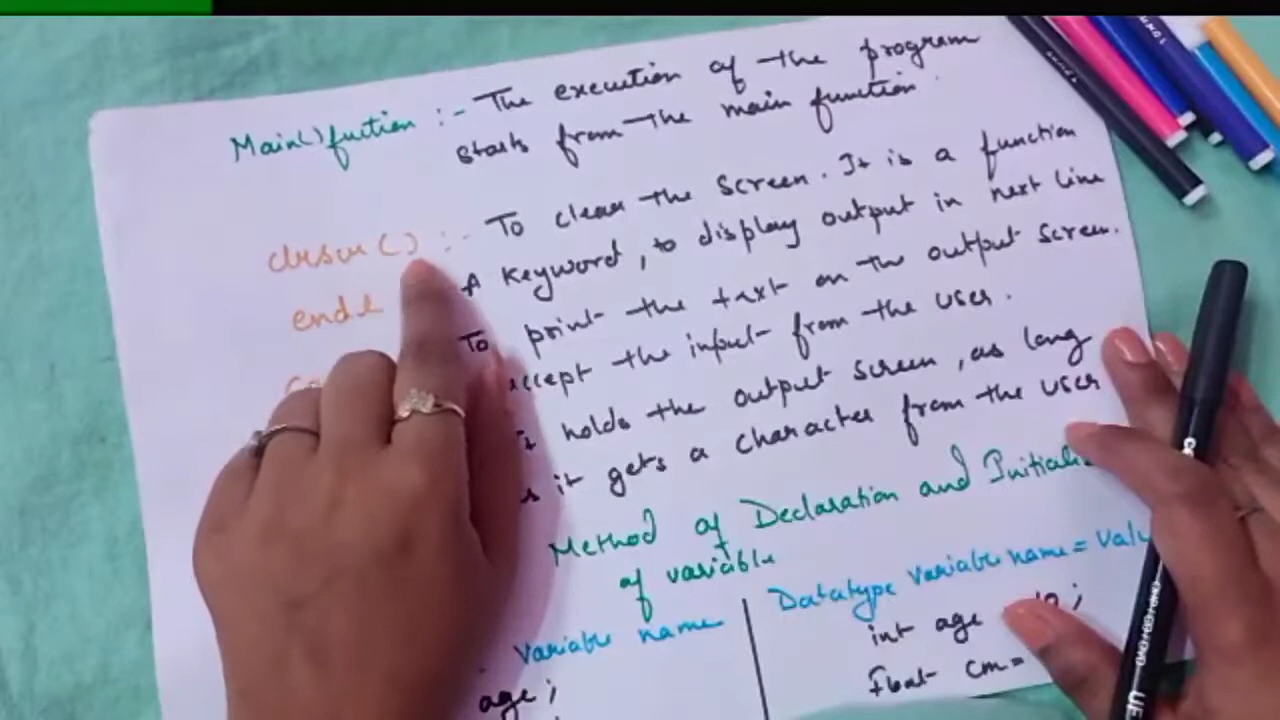 Main() fuction :- The execution of the program
starts from the main function.
clrscr() :- To clear the screen. It is a function
endl A keyword, to display output in next line
To print the text on the output screen.
accept the input from the user.
holds the output screen, as long
as it gets a character from the user
Method of Declaration and
of variable
Variable name
age;
Datatype variable name = Valu
int age 10;
float cm=